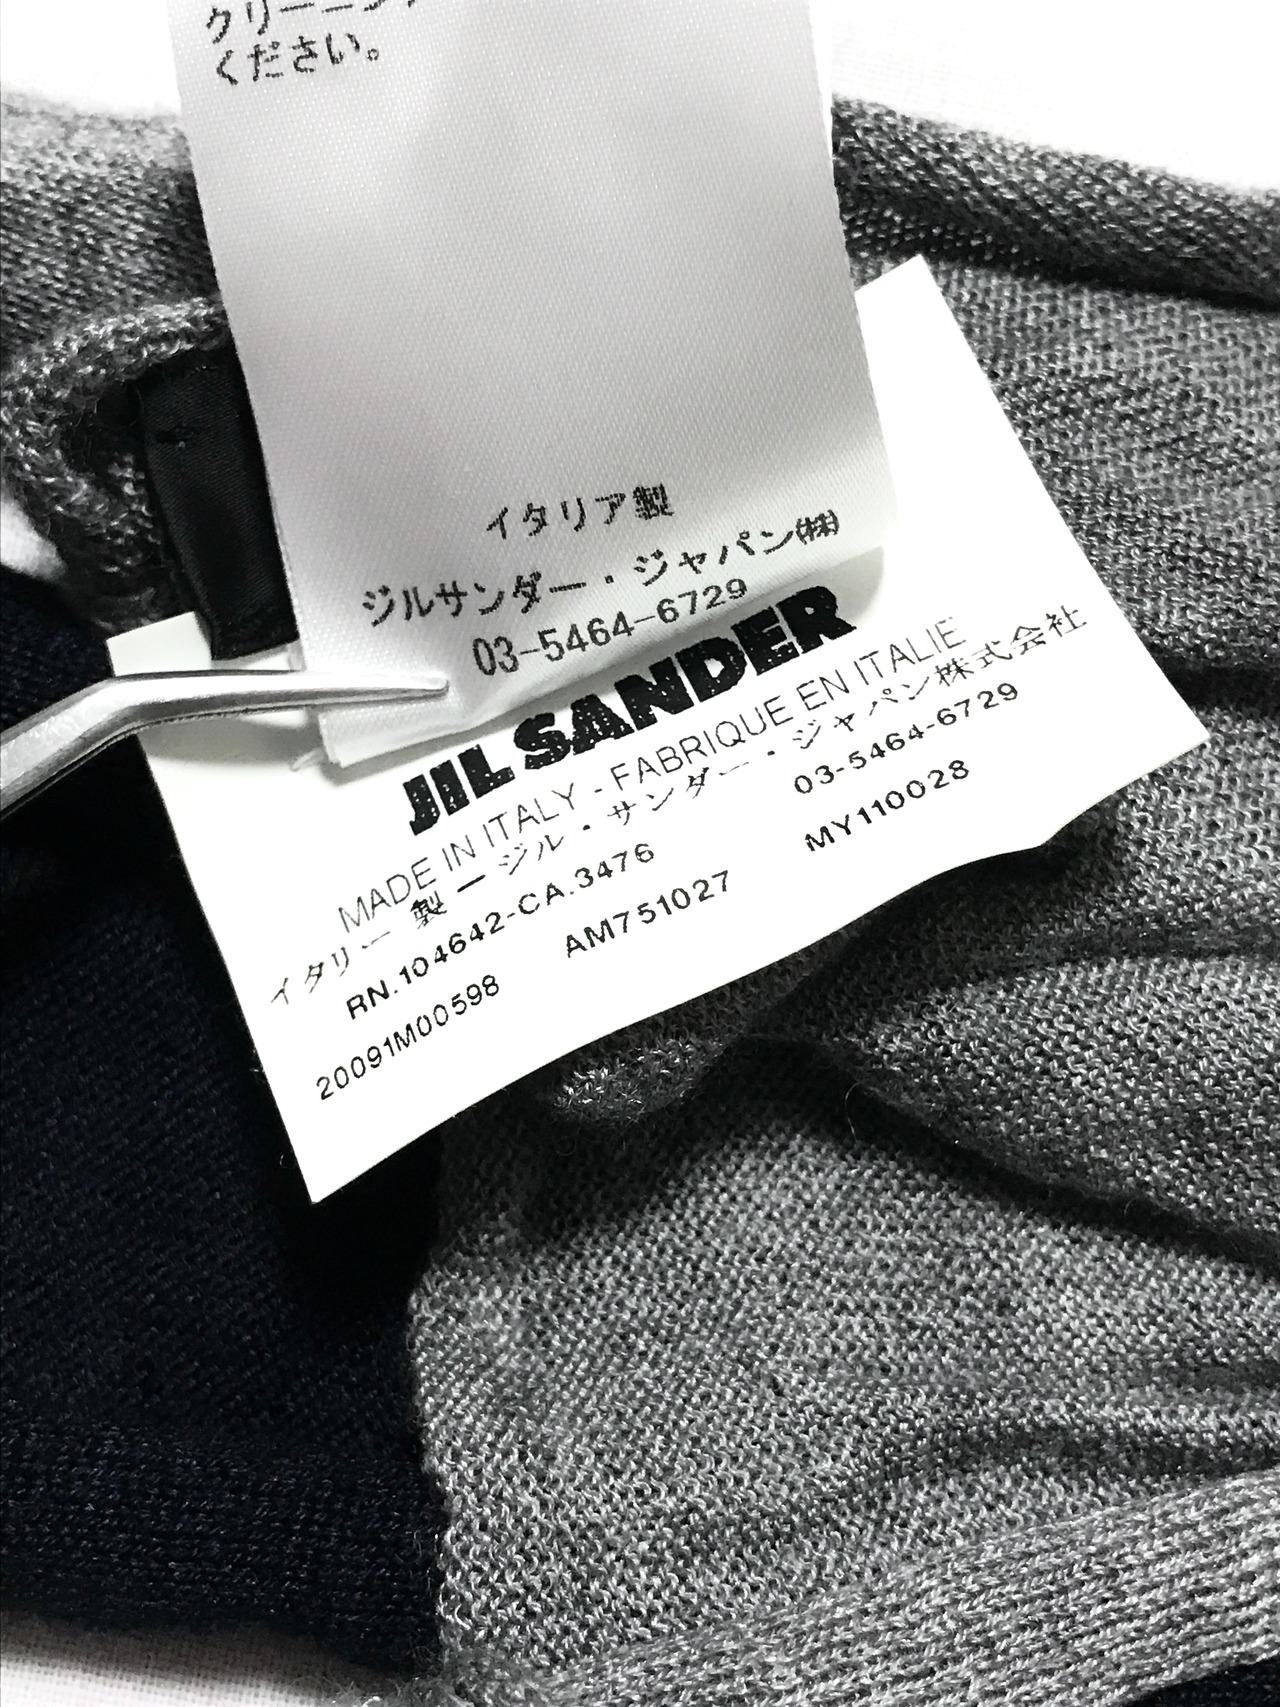 クリーニング
ください。
イタリア製
ジルサンダー・ジャパン㈱
03-5464-6729
JIL SANDER
MADE IN ITALY - FABRIQUE EN ITALIE
イタリー製 ー ジル・サンダー・ジャパン株式会社
RN.104642-CA.3476 03-5464-6729
20091M00598 AM751027 MY110028